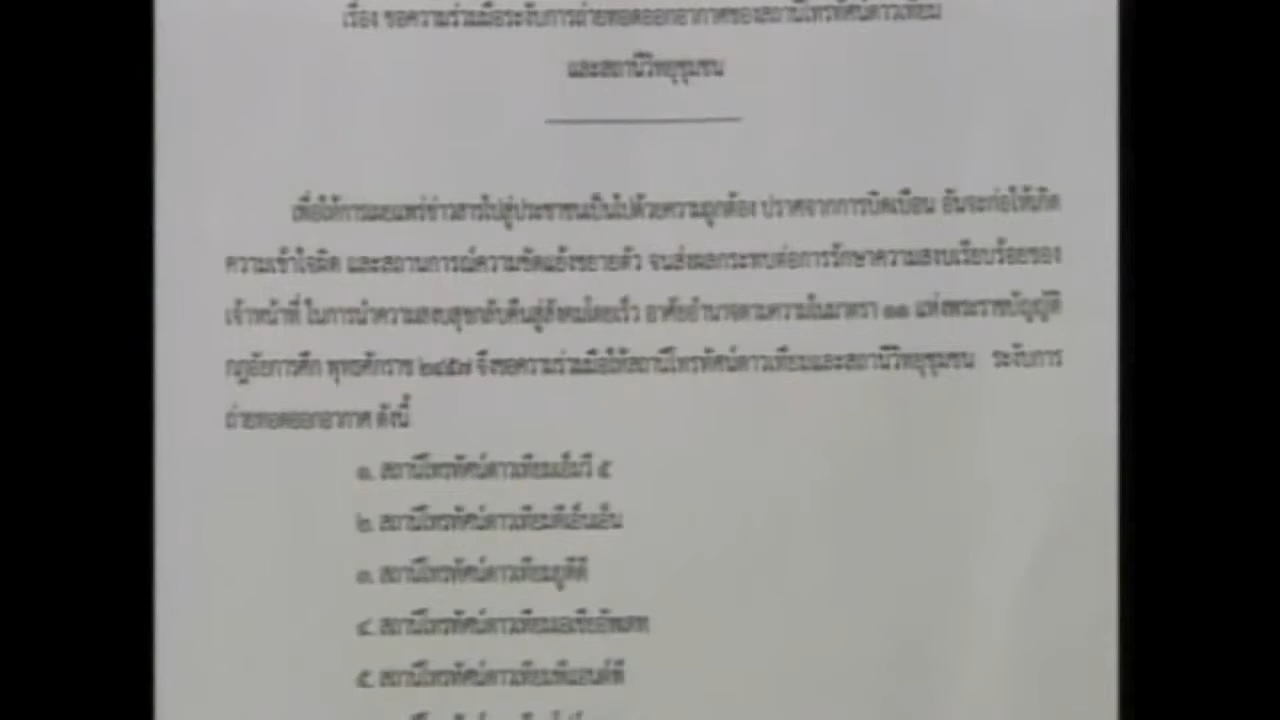 เรื่อง ขอความร่วมมือระงับการถ่ายทอดออกอากาศของสถานีโทรทัศน์ดาวเทียม
และสถานีวิทยุชุมชน
เพื่อให้การเผยแพร่ข่าวสารไปสู่ประชาชนเป็นไปด้วยความถูกต้อง ปราศจากการบิดเบือน อันจะก่อให้เกิด
ความเข้าใจผิด และสถานการณ์ความขัดแย้งขยายตัว จนส่งผลกระทบต่อการรักษาความสงบเรียบร้อยของ
เจ้าหน้าที่ ในการนำความสงบสุขกลับคืนสู่สังคมโดยเร็ว อาศัยอำนาจตามความในมาตรา ๑๑ แห่งพระราชบัญญัติ
กฎอัยการศึก พุทธศักราช ๒๔๕๗ จึงขอความร่วมมือให้สถานีโทรทัศน์ดาวเทียมและสถานีวิทยุชุมชน ระงับการ
ถ่ายทอดออกอากาศ ดังนี้
๑. สถานีโทรทัศน์ดาวเทียมเอ็มวี ๕
๒. สถานีโทรทัศน์ดาวเทียมดีเอ็นเอ็น
๓. สถานีโทรทัศน์ดาวเทียมยูดีดี
๔. สถานีโทรทัศน์ดาวเทียมเอเชียอัพเดท
๕. สถานีโทรทัศน์ดาวเทียมพีแอนด์พี